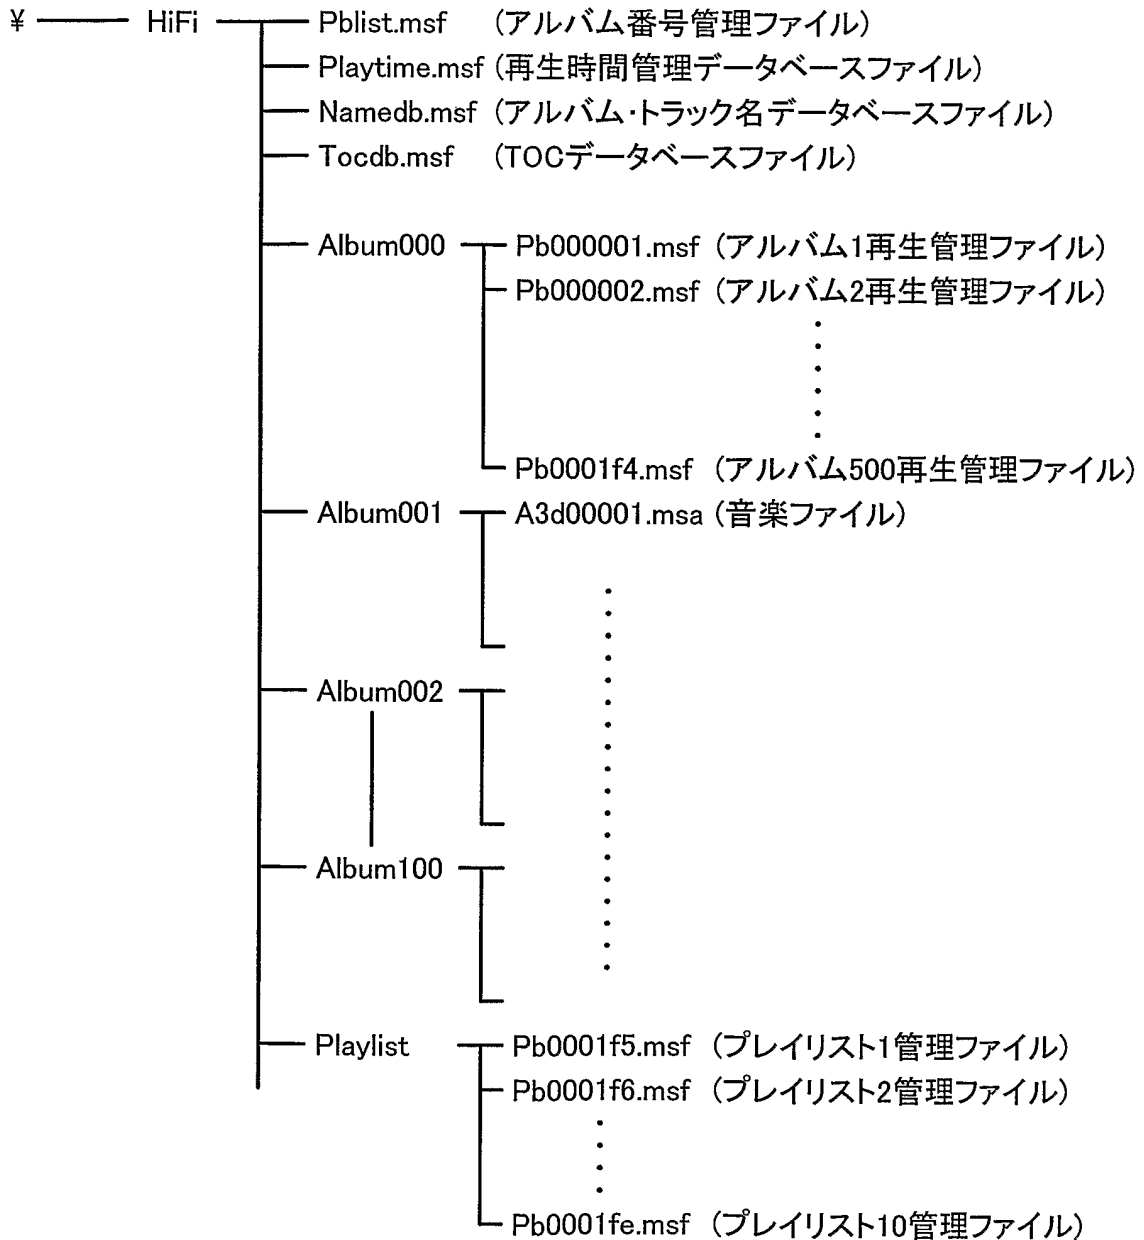 ¥ HiFi Pblist.msf (アルバム番号管理ファイル)
Playtime.msf (再生時間管理データベースファイル)
Namedb.msf (アルバム・トラック名データベースファイル)
Tocdb.msf (TOCデータベースファイル)
Album000 Pb000001.msf (アルバム1再生管理ファイル)
Pb000002.msf (アルバム2再生管理ファイル)
Pb0001f4.msf (アルバム500再生管理ファイル)
Album001 A3d00001.msa (音楽ファイル)
Album002
Album100
Playlist Pb0001f5.msf (プレイリスト1管理ファイル)
Pb0001f6.msf (プレイリスト2管理ファイル)
Pb0001fe.msf (プレイリスト10管理ファイル)